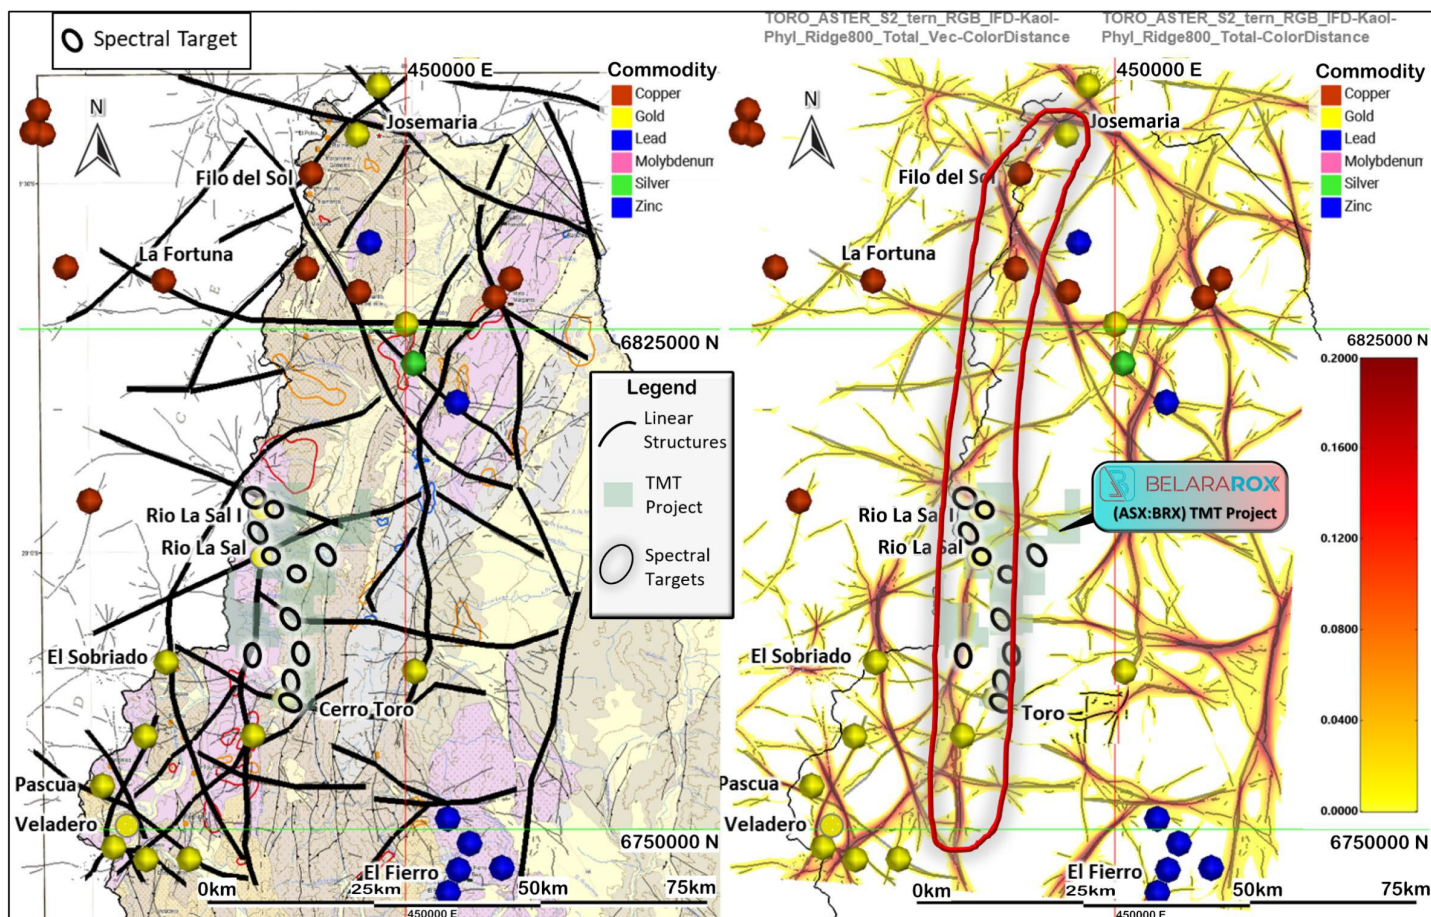 Spectral Target
450000 E
Commodity
Copper
Gold
Lead
Molybdenum
Silver
Zinc
N
Josemaria
Filo del Sol
La Fortuna
6825000 N
Legend
Linear
Structures
TMT
Project
Spectral
Targets
Rio La Sal I
Rio La Sal
29°0'S
El Sobriado
Cerro Toro
Pascua
Veladero
6750000 N
El Fierro
0km
25km
50km
75km
450000 E
TORO_ASTER_S2_tern_RGB_IFD-Kaol-
Phyl_Ridge800_Total_Vec-ColorDistance
TORO_ASTER_S2_tern_RGB_IFD-Kaol-
Phyl_Ridge800_Total-ColorDistance
450000 E
Commodity
Copper
Gold
Lead
Molybdenum
Silver
Zinc
N
Josemaria
Filo del Sol
La Fortuna
6825000 N
0.2000
0.1600
0.1200
0.0800
0.0400
0.0000
BELARAROX
(ASX:BRX) TMT Project
Rio La Sal I
Rio La Sal
El Sobriado
Toro
Pascua
Veladero
6750000 N
El Fierro
0km
25km
50km
75km
450000 E